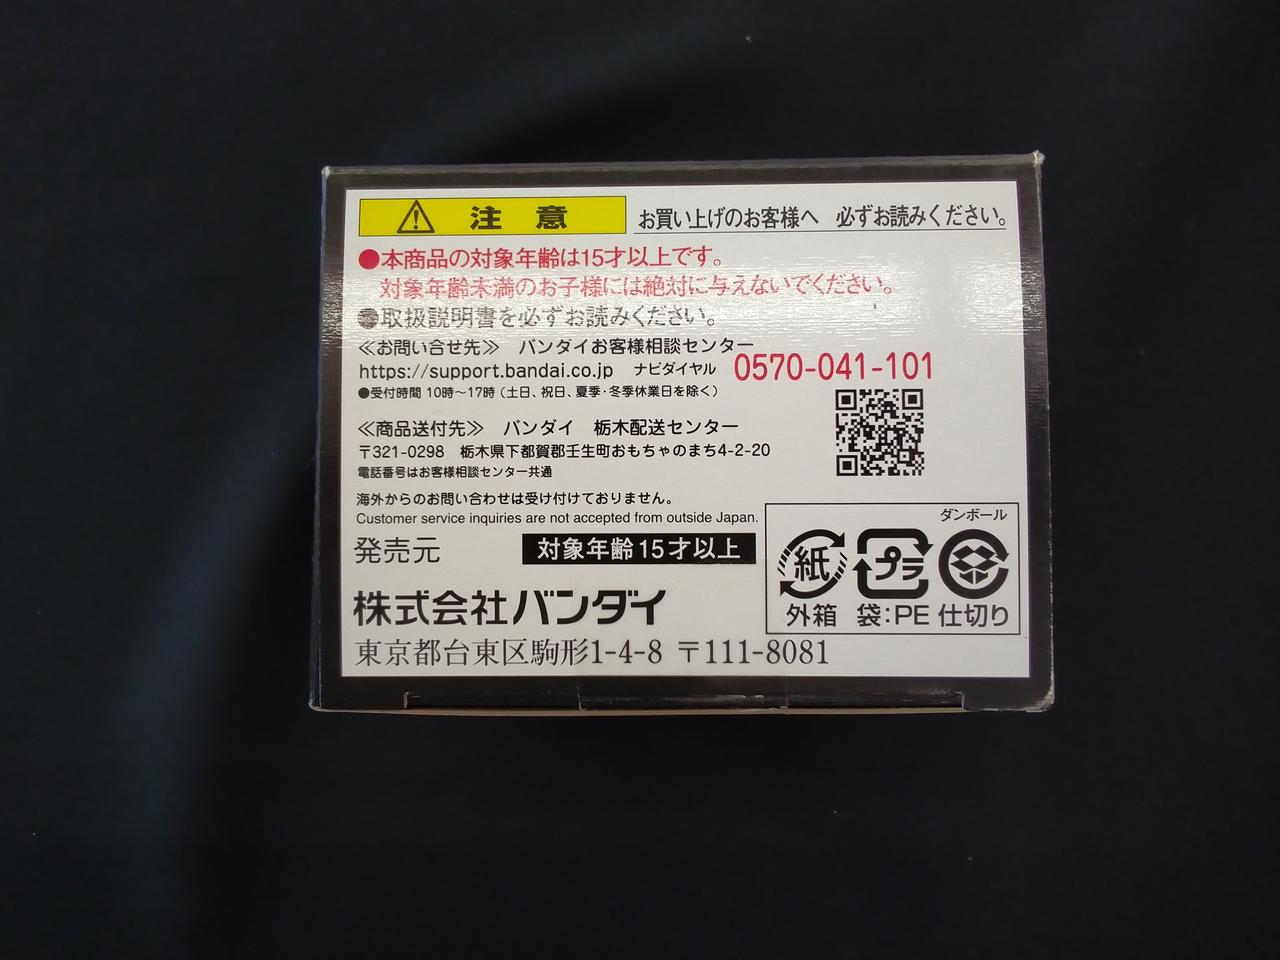 注意 お買い上げのお客様へ 必ずお読みください。
●本商品の対象年齢は15才以上です。
対象年齢未満のお子様には絶対に与えないでください。
●取扱説明書を必ずお読みください。
≪お問い合せ先≫ バンダイお客様相談センター
https://support.bandai.co.jp ナビダイヤル 0570-041-101
●受付時間 10時～17時(土日、祝日、夏季・冬季休業日を除く)
≪商品送付先≫ バンダイ 栃木配送センター
〒321-0298 栃木県下都賀郡壬生町おもちゃのまち4-2-20
電話番号はお客様相談センター共通
海外からのお問い合わせは受け付けておりません。
Customer service inquiries are not accepted from outside Japan.
発売元 対象年齢15才以上
株式会社バンダイ
東京都台東区駒形1-4-8 〒111-8081
ダンボール
紙 プラ
外箱 袋:PE 仕切り